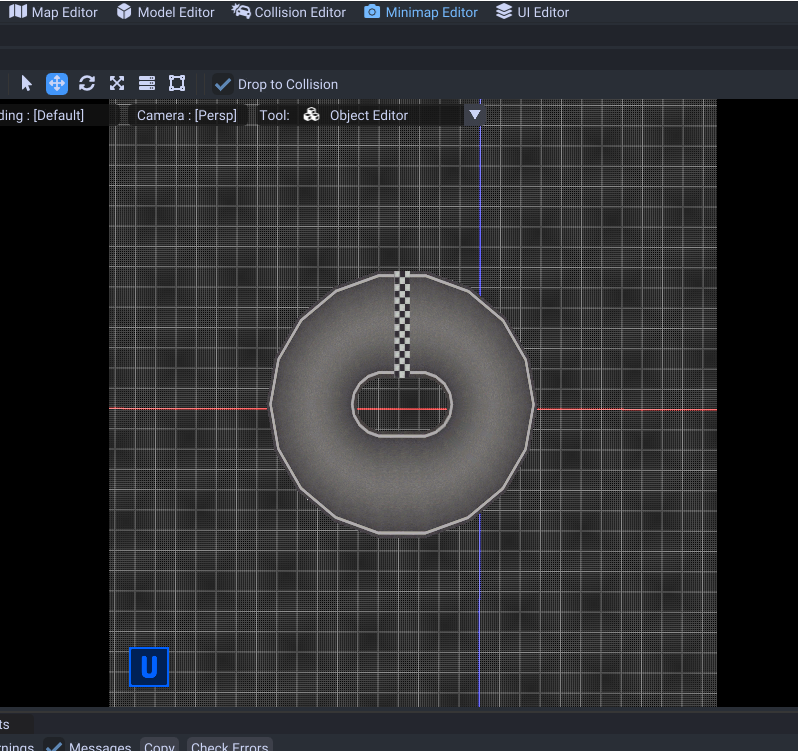 Map Editor Model Editor Collision Editor Minimap Editor UI Editor
Drop to Collision
ding : [Default] Camera : [Persp] Tool: Object Editor
U
ts
rnings Messages Copy Check Errors